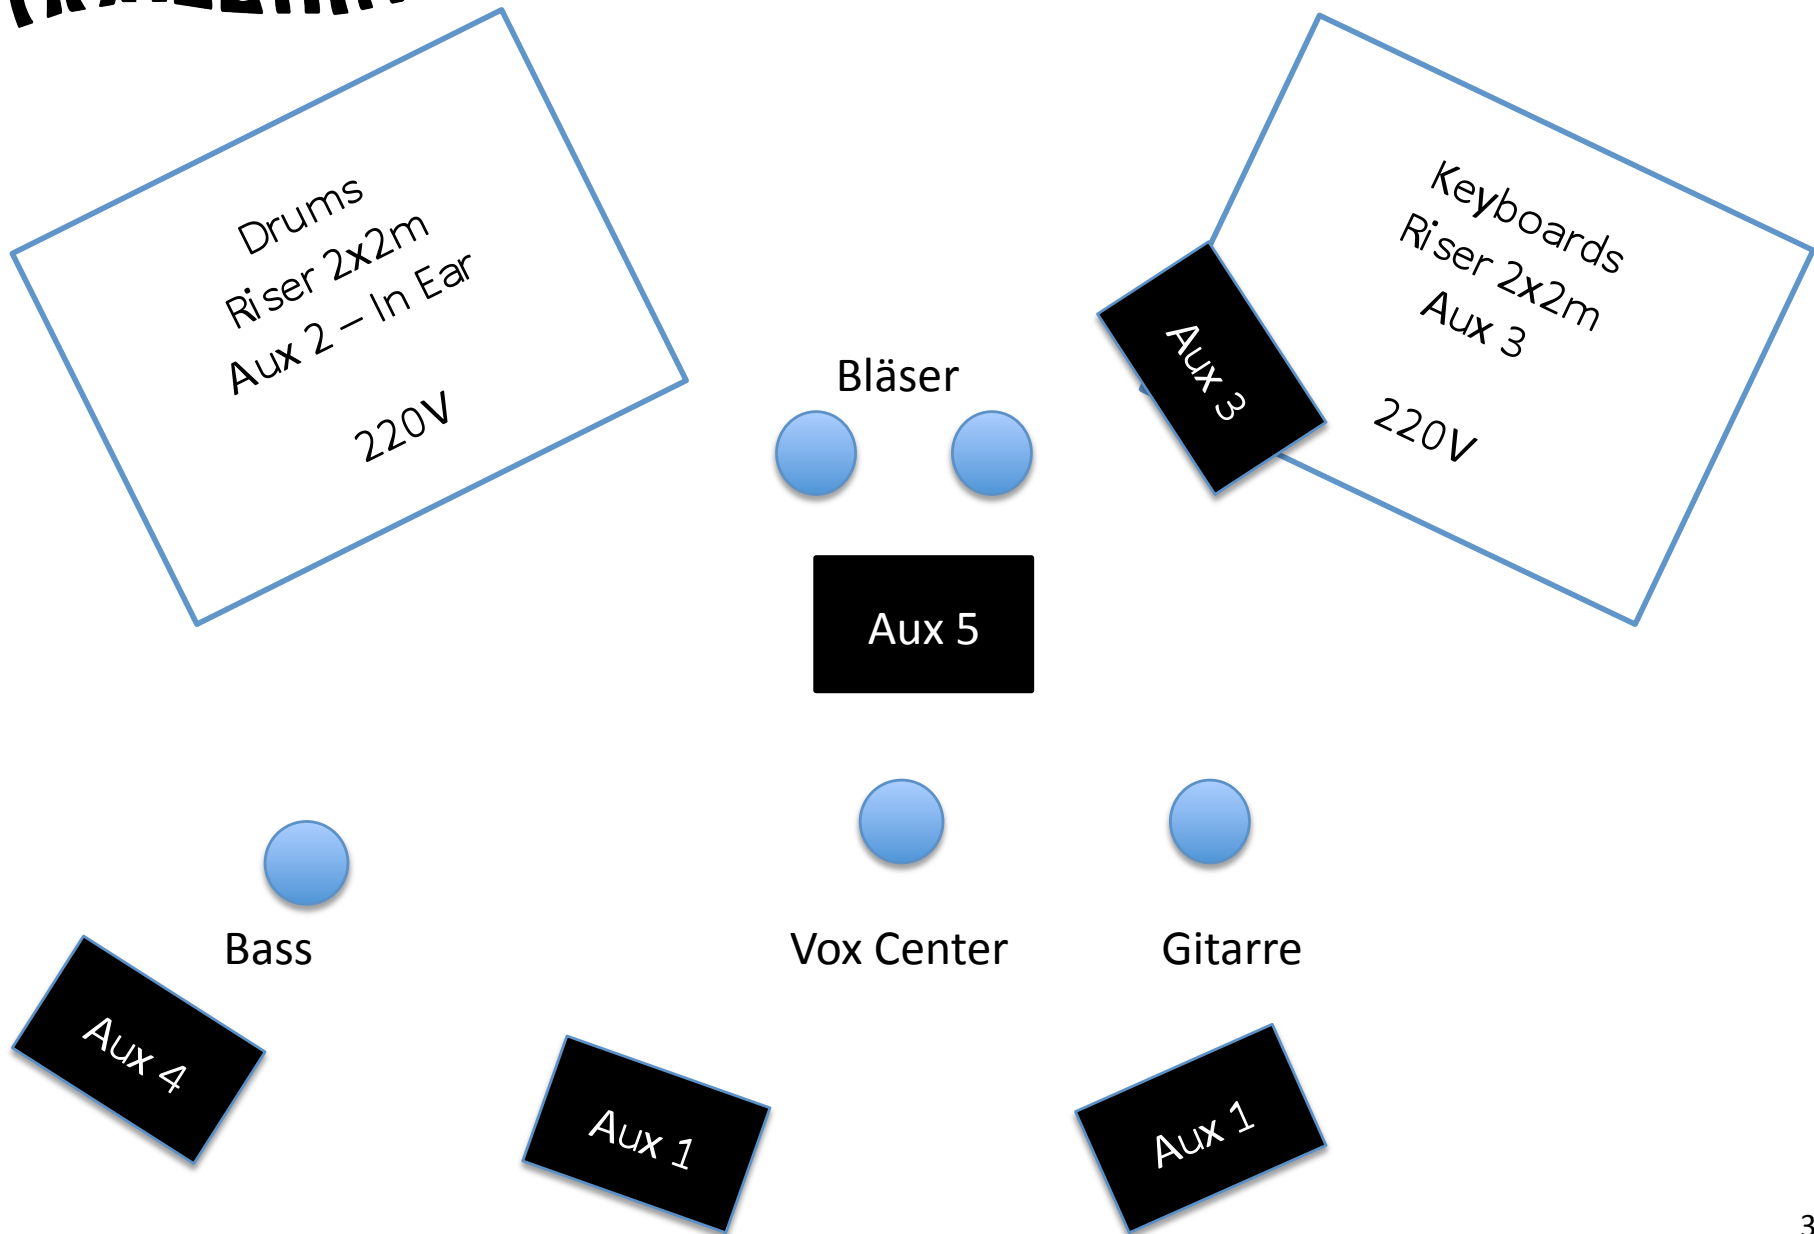 Drums
Riser 2x2m
Aux 2 – In Ear
220V
Keyboards
Riser 2x2m
Aux 3
220V
Aux 3
Bläser
Aux 5
Bass
Vox Center
Gitarre
Aux 4
Aux 1
Aux 1
3